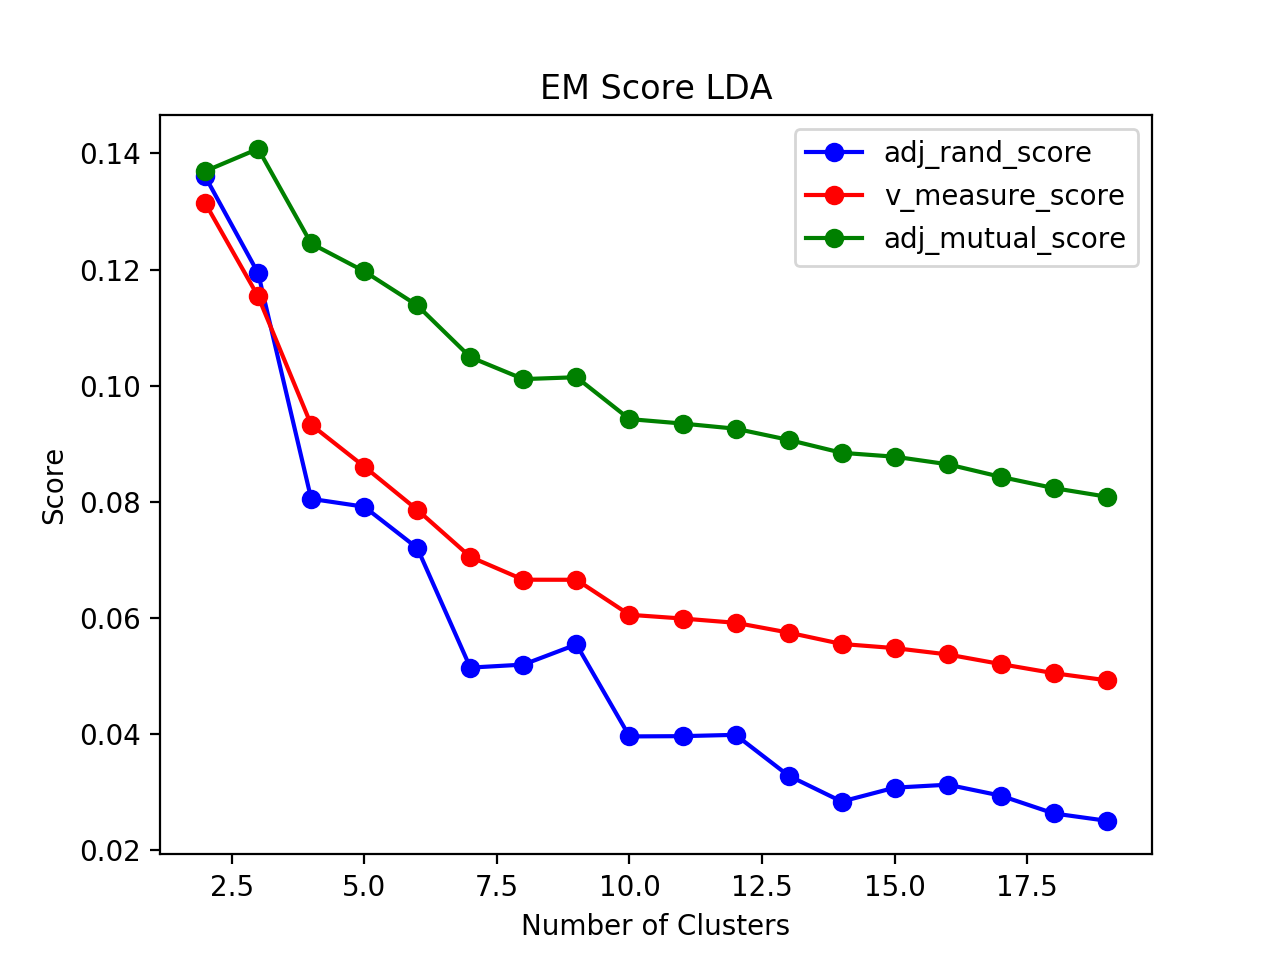 EM Score LDA
adj_rand_score
v_measure_score
adj_mutual_score
0.14
0.12
0.10
0.08
0.06
0.04
0.02
Score
2.5 5.0 7.5 10.0 12.5 15.0 17.5
Number of Clusters